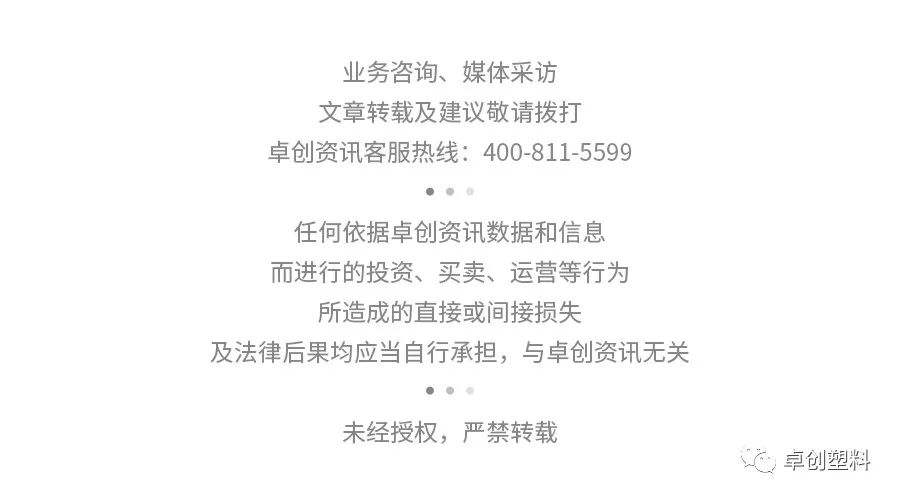 业务咨询、媒体采访
文章转载及建议敬请拨打
卓创资讯客服热线：400-811-5599
任何依据卓创资讯数据和信息
而进行的投资、买卖、运营等行为
所造成的直接或间接损失
及法律后果均应当自行承担，与卓创资讯无关
未经授权，严禁转载
卓创塑料